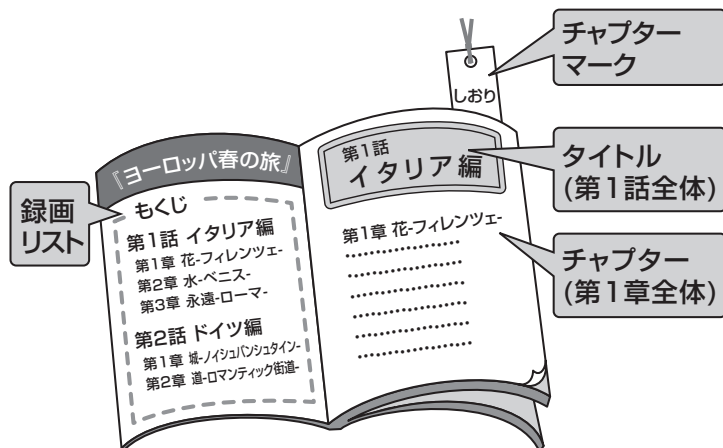 チャプター
マーク
しおり
『ヨーロッパ春の旅』
第1話
イタリア編
タイトル
(第1話全体)
録画
リスト
もくじ
第1話 イタリア編
第1章 花-フィレンツェ-
第2章 水-ベニス-
第3章 永遠-ローマ-
第2話 ドイツ編
第1章 城-ノイシュバンシュタイン-
第2章 道-ロマンティック街道-
第1章 花-フィレンツェ-
チャプター
(第1章全体)